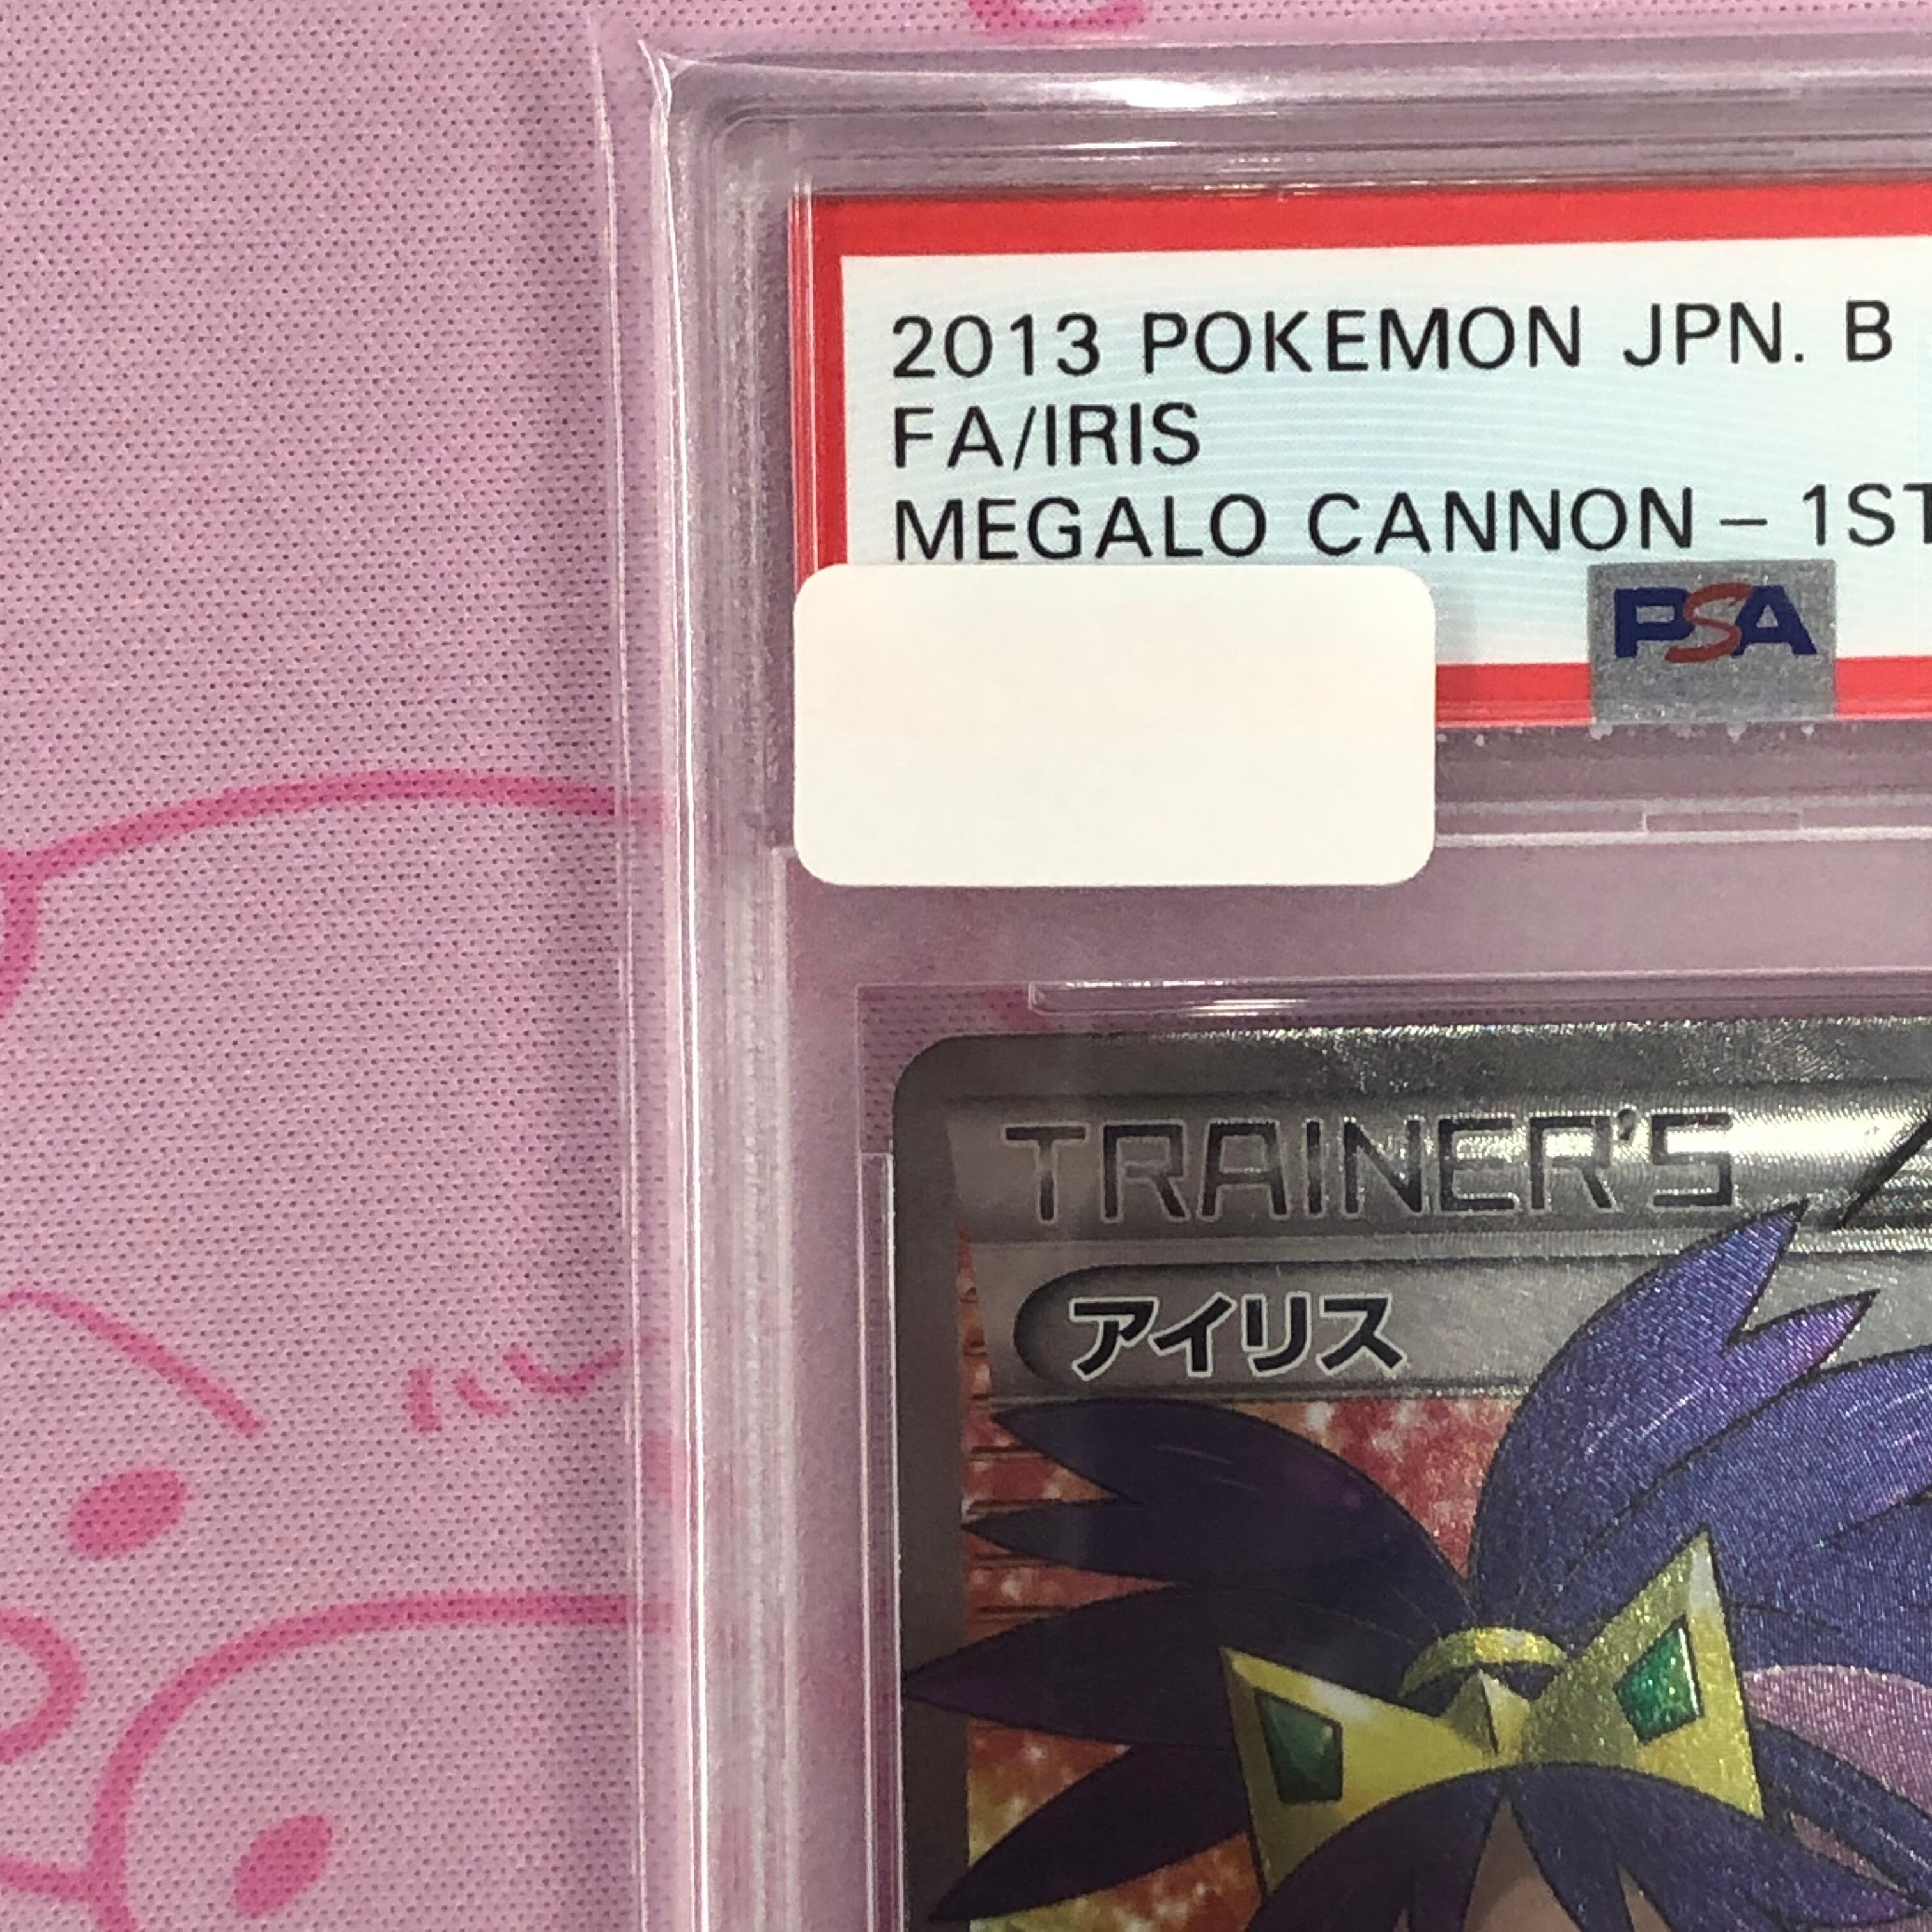 2013 POKEMON JPN. B
FA/IRIS
MEGALO CANNON – 1ST
PSA
TRAINER'S
アイリス